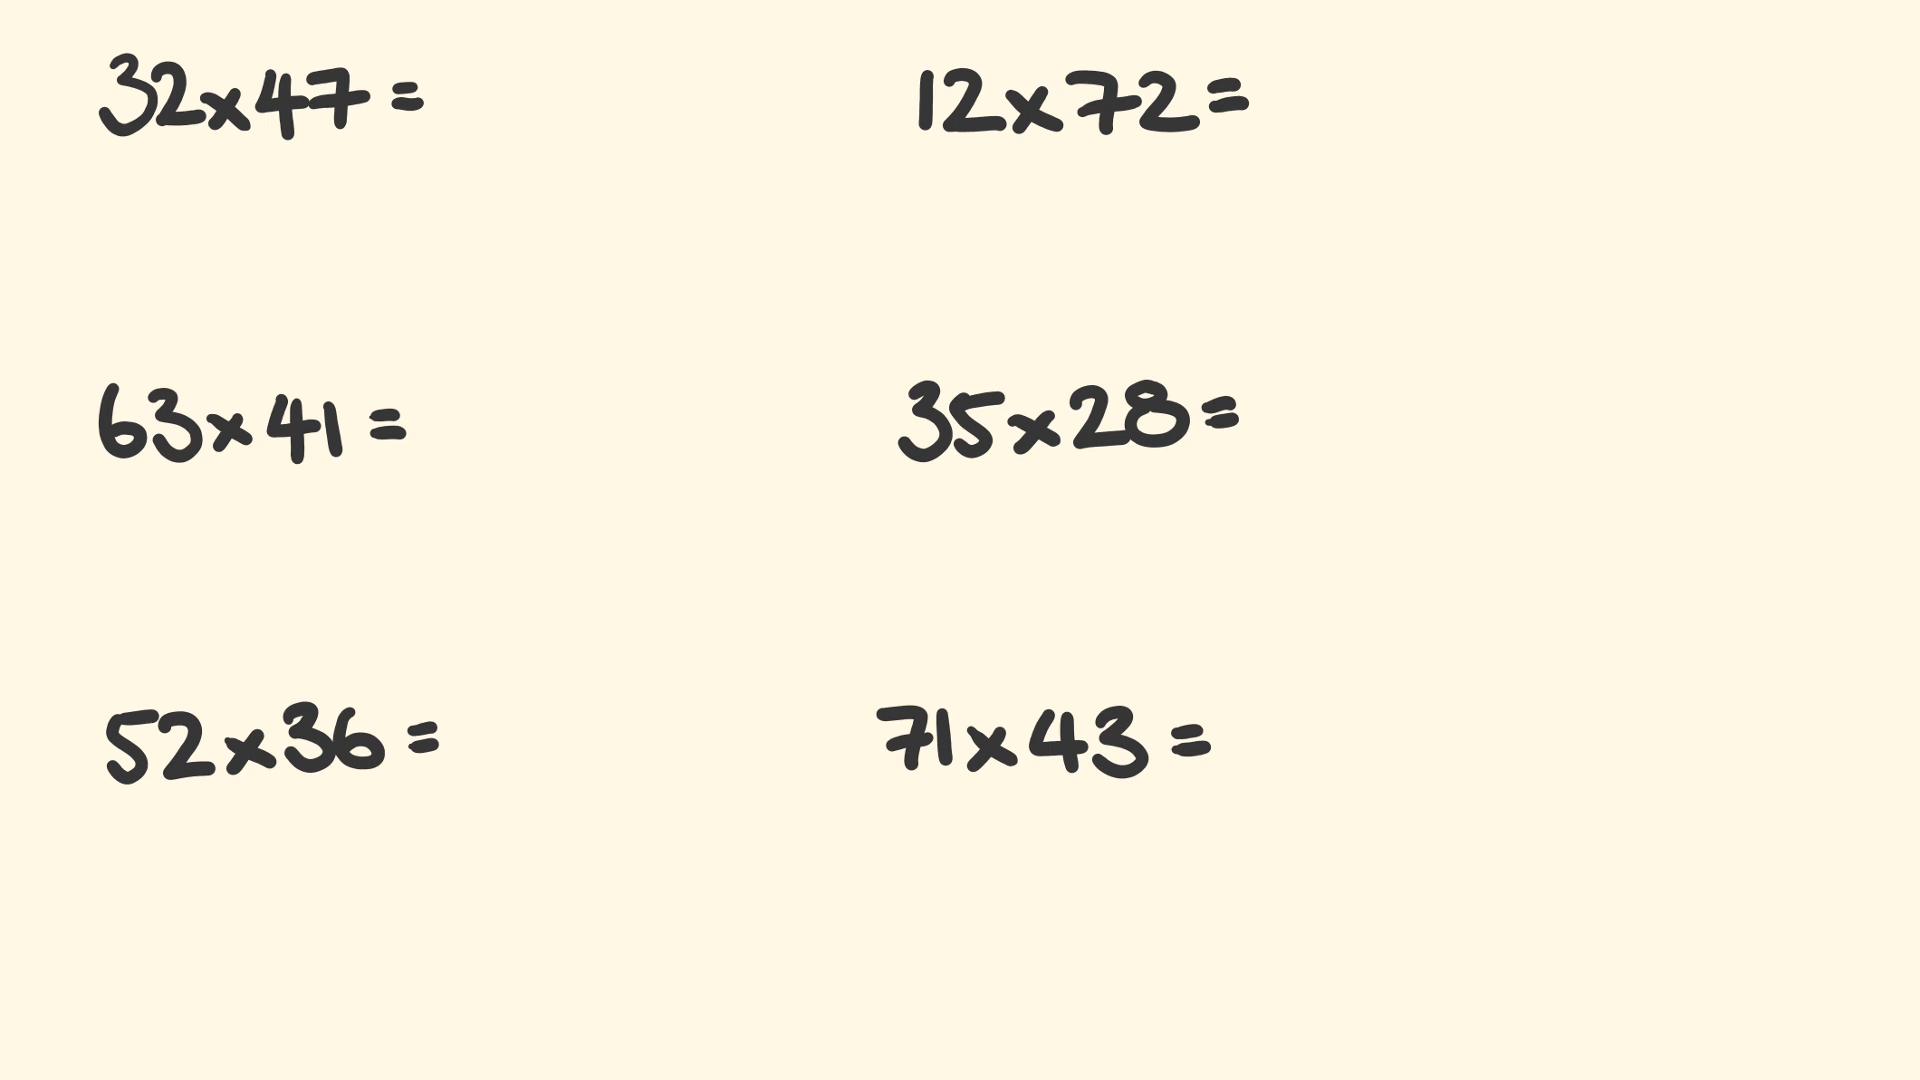 32x47=
12x72=
63x41=
35x28=
52x36=
71x43=